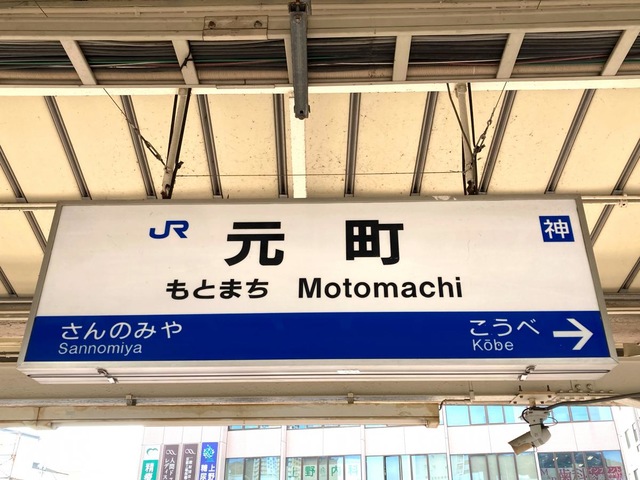 JR 元町 神
もとまち Motomachi
さんのみや こうべ
Sannomiya Kōbe